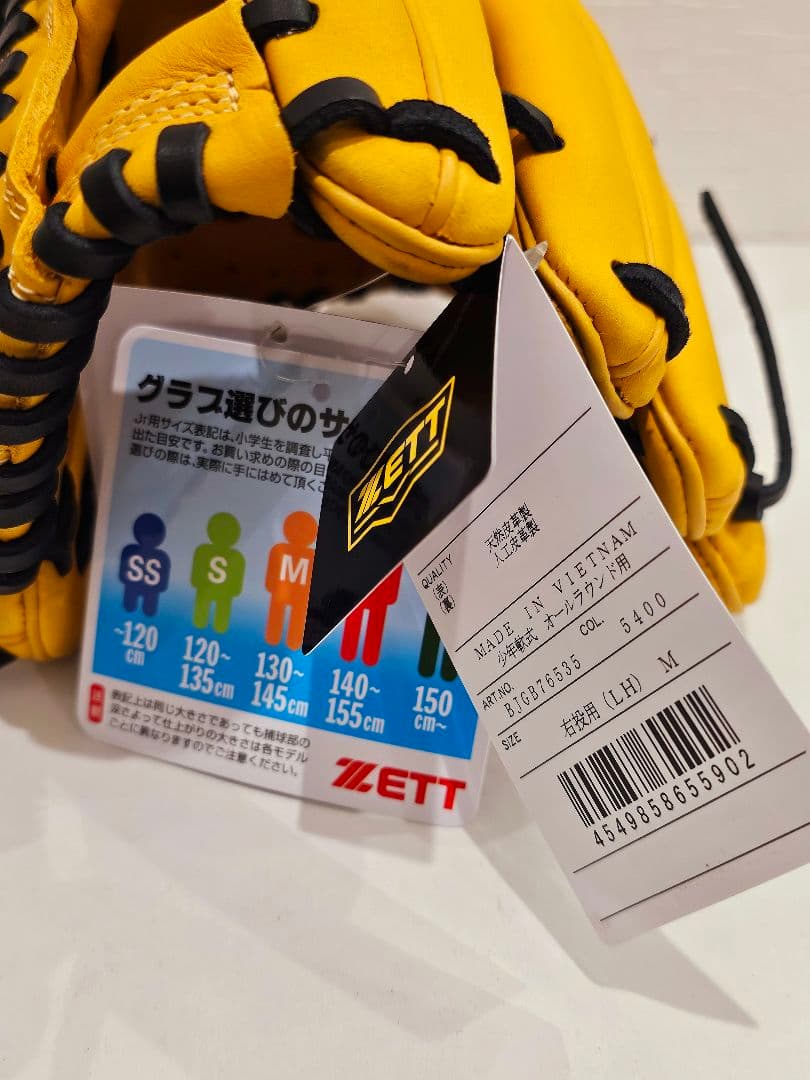 グラブ選びのサ
Jr.用サイズ表記は、小学生を調査し平
出た目安です。お買い求めの際の目
選びの際は、実際に手にはめて頂くこ
SS
S
M
~120
cm
120~
135cm
130~
145cm
140~
155cm
150
cm~
表記上は同じ大きさであっても捕球部の
深さよって仕上がりの大きさは各モデル
ごとに異なりますのでご注意ください。
ZETT
ZETT
QUALITY
(表)
天然皮革製
(裏)
人工皮革製
MADE IN VIETNAM
少年軟式 オールラウンド用
ART.NO.
COL.
BJGB76535
5400
SIZE
右投用(LH) M
4549858655902